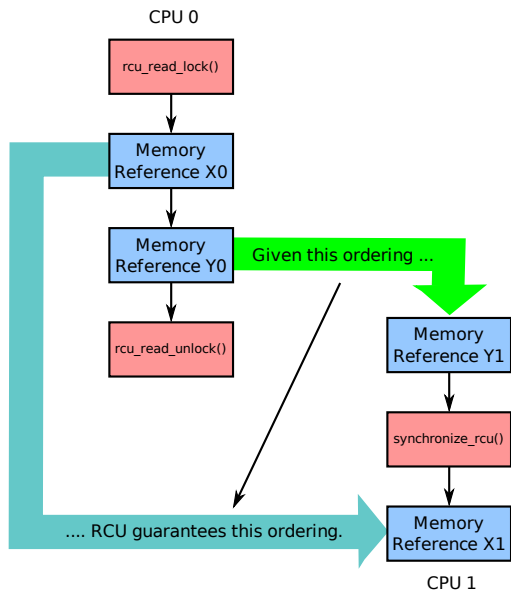 CPU 0
rcu_read_lock()
Memory
Reference X0
Memory
Reference Y0
Given this ordering ...
rcu_read_unlock()
Memory
Reference Y1
synchronize_rcu()
.... RCU guarantees this ordering.
Memory
Reference X1
CPU 1